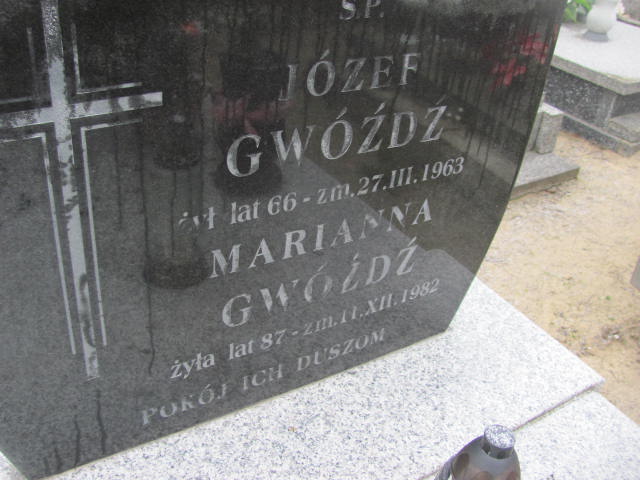 Ś.P.
JÓZEF
GWÓŹDŹ
żył lat 66 - zm. 27.III.1963
MARIANNA
GWÓŹDŹ
żyła lat 87 - zm. 11.XII.1982
POKÓJ ICH DUSZOM